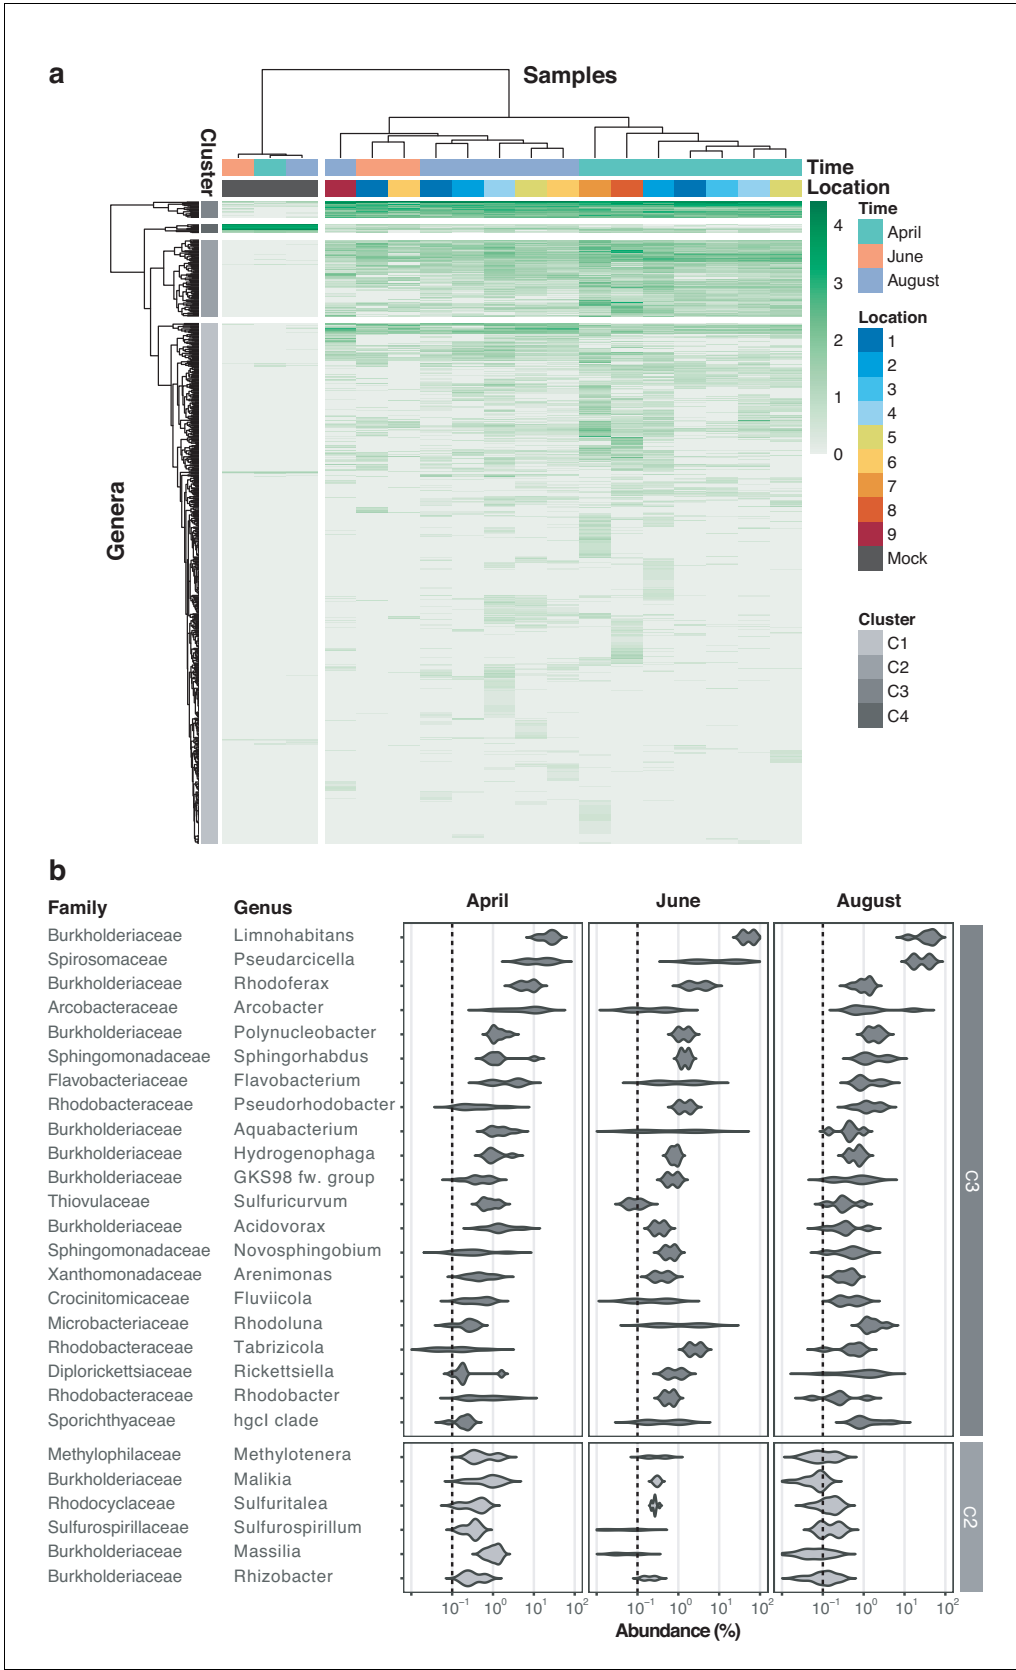 a
Samples
Cluster
Time
Location
Genera
4
3
2
1
0
Time
April
June
August
Location
1
2
3
4
5
6
7
8
9
Mock
Cluster
C1
C2
C3
C4
b
Family Genus April June August
Burkholderiaceae Limnohabitans
Spirosomaceae Pseudarcicella
Burkholderiaceae Rhodoferax
Arcobacteraceae Arcobacter
Burkholderiaceae Polynucleobacter
Sphingomonadaceae Sphingorhabdus
Flavobacteriaceae Flavobacterium
Rhodobacteraceae Pseudorhodobacter
Burkholderiaceae Aquabacterium
Burkholderiaceae Hydrogenophaga
Burkholderiaceae GKS98 fw. group
Thiovulaceae Sulfuricurvum
Burkholderiaceae Acidovorax
Sphingomonadaceae Novosphingobium
Xanthomonadaceae Arenimonas
Crocinitomicaceae Fluviicola
Microbacteriaceae Rhodoluna
Rhodobacteraceae Tabrizicola
Diplorickettsiaceae Rickettsiella
Rhodobacteraceae Rhodobacter
Sporichthyaceae hgcI clade
C3
Methylophilaceae Methylotenera
Burkholderiaceae Malikia
Rhodocyclaceae Sulfuritalea
Sulfurospirillaceae Sulfurospirillum
Burkholderiaceae Massilia
Burkholderiaceae Rhizobacter
C2
10⁻¹ 10⁰ 10¹ 10² 10⁻¹ 10⁰ 10¹ 10² 10⁻¹ 10⁰ 10¹ 10²
Abundance (%)